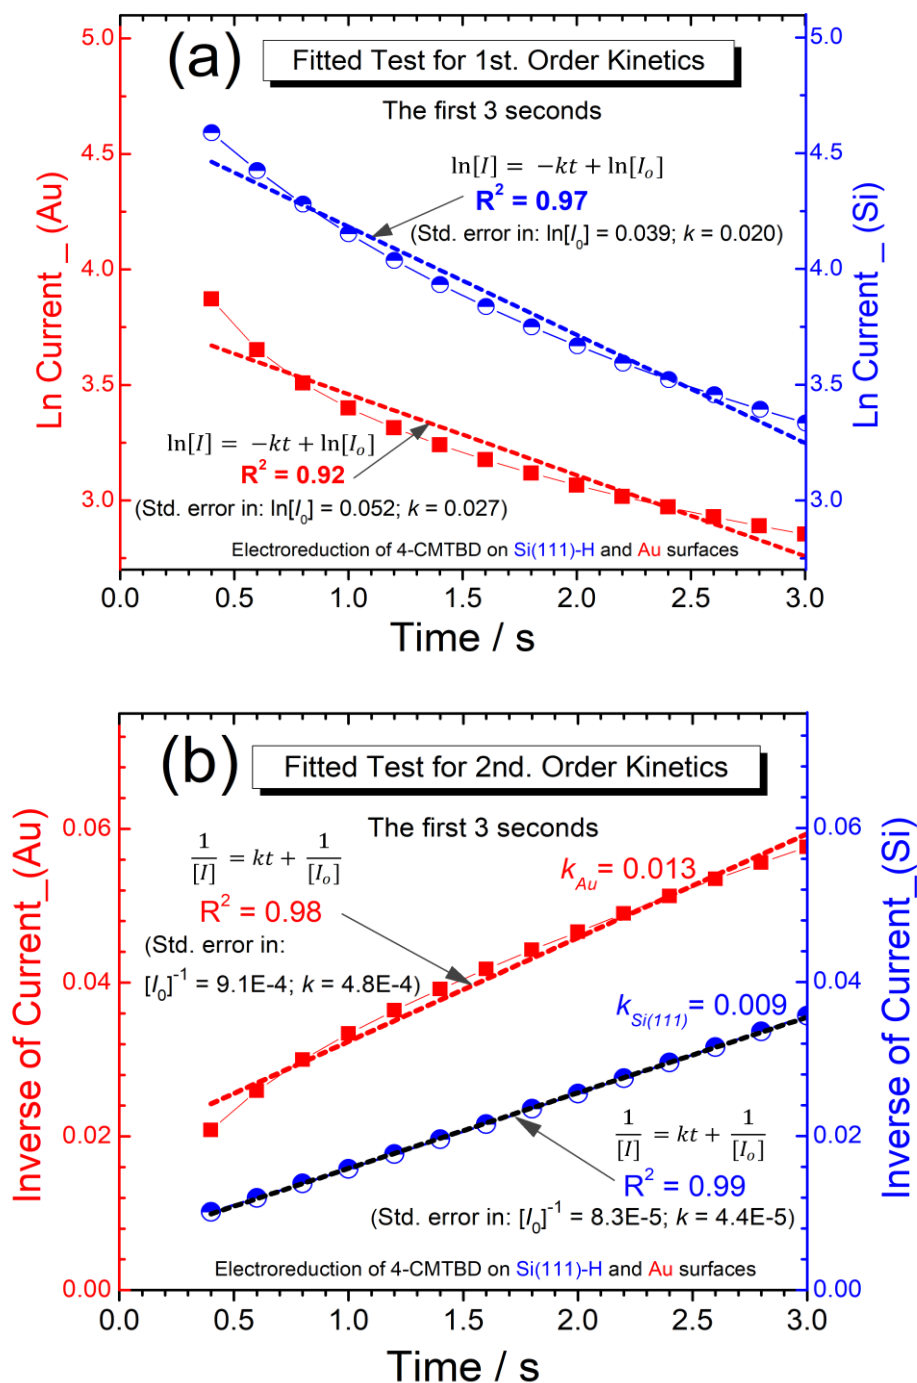 (a)
Fitted Test for 1st. Order Kinetics
The first 3 seconds
ln[I] = −kt + ln[Iₒ]
R² = 0.97
(Std. error in: ln[I₀] = 0.039; k = 0.020)
ln[I] = −kt + ln[Iₒ]
R² = 0.92
(Std. error in: ln[I₀] = 0.052; k = 0.027)
Electroreduction of 4-CMTBD on Si(111)-H and Au surfaces
Ln Current _ (Au)
5.0
4.5
4.0
3.5
3.0
Ln Current _ (Si)
5.0
4.5
4.0
3.5
3.0
0.0 0.5 1.0 1.5 2.0 2.5 3.0
Time / s
(b)
Fitted Test for 2nd. Order Kinetics
The first 3 seconds
1/[I] = kt + 1/[Iₒ]
R² = 0.98
(Std. error in:
[I₀]⁻¹ = 9.1E-4; k = 4.8E-4)
k_Au = 0.013
k_Si(111) = 0.009
1/[I] = kt + 1/[Iₒ]
R² = 0.99
(Std. error in: [I₀]⁻¹ = 8.3E-5; k = 4.4E-5)
Electroreduction of 4-CMTBD on Si(111)-H and Au surfaces
Inverse of Current_(Au)
0.06
0.04
0.02
0.00
Inverse of Current_(Si)
0.06
0.04
0.02
0.00
0.0 0.5 1.0 1.5 2.0 2.5 3.0
Time / s